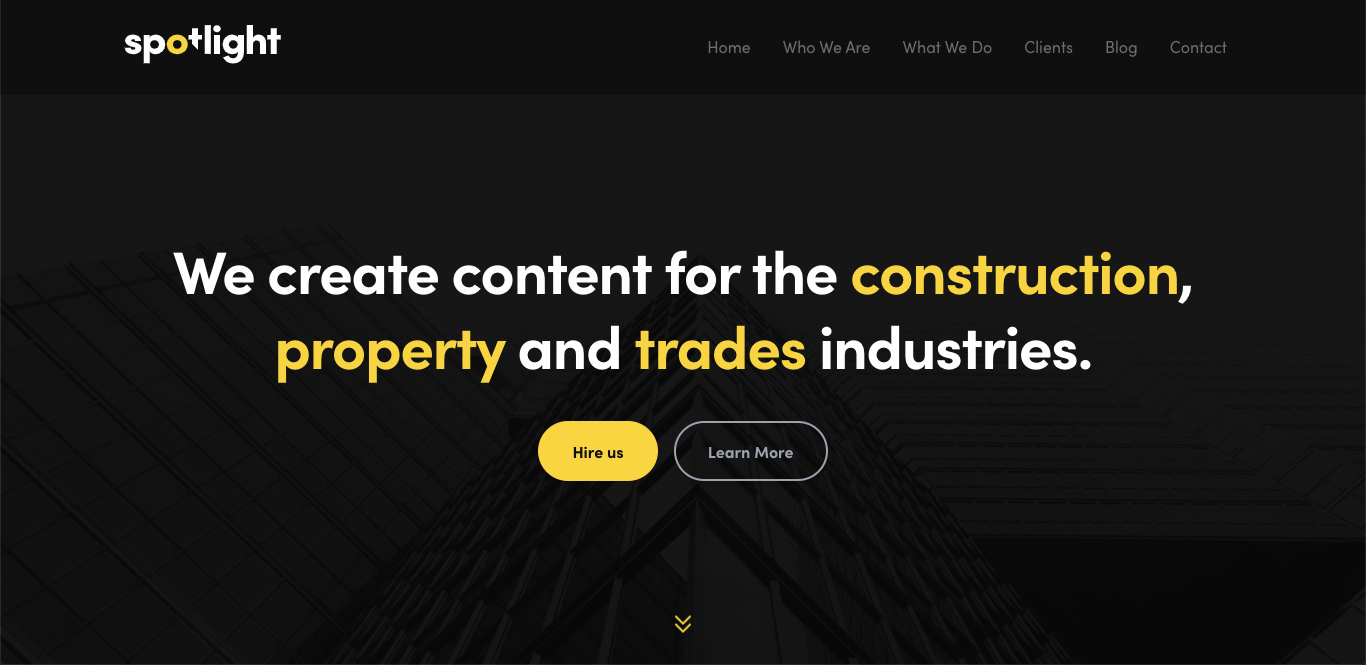 spotlight
Home Who We Are What We Do Clients Blog Contact
We create content for the construction,
property and trades industries.
Hire us Learn More